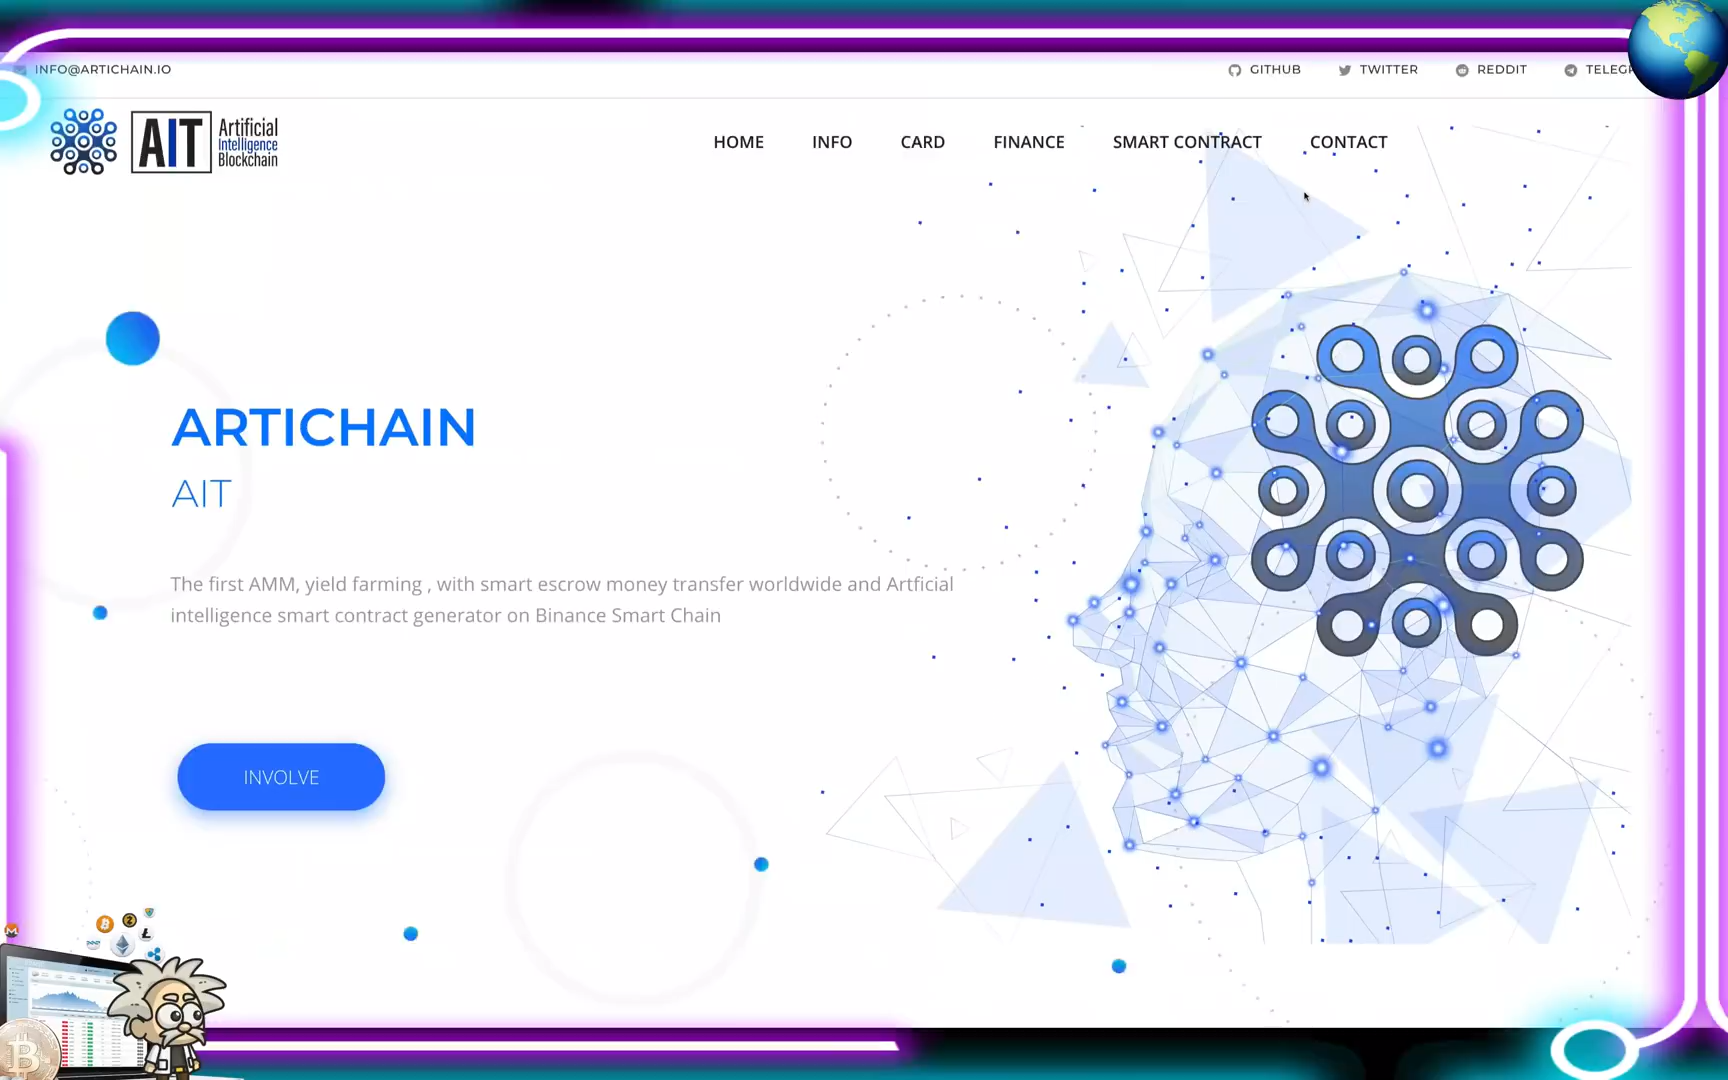 INFO@ARTICHAIN.IO
GITHUB
TWITTER
REDDIT
AIT
Artificial
Intelligence
Blockchain
HOME
INFO
CARD
FINANCE
SMART CONTRACT
CONTACT
ARTICHAIN
AIT
The first AMM, yield farming , with smart escrow money transfer worldwide and Artficial
intelligence smart contract generator on Binance Smart Chain
INVOLVE